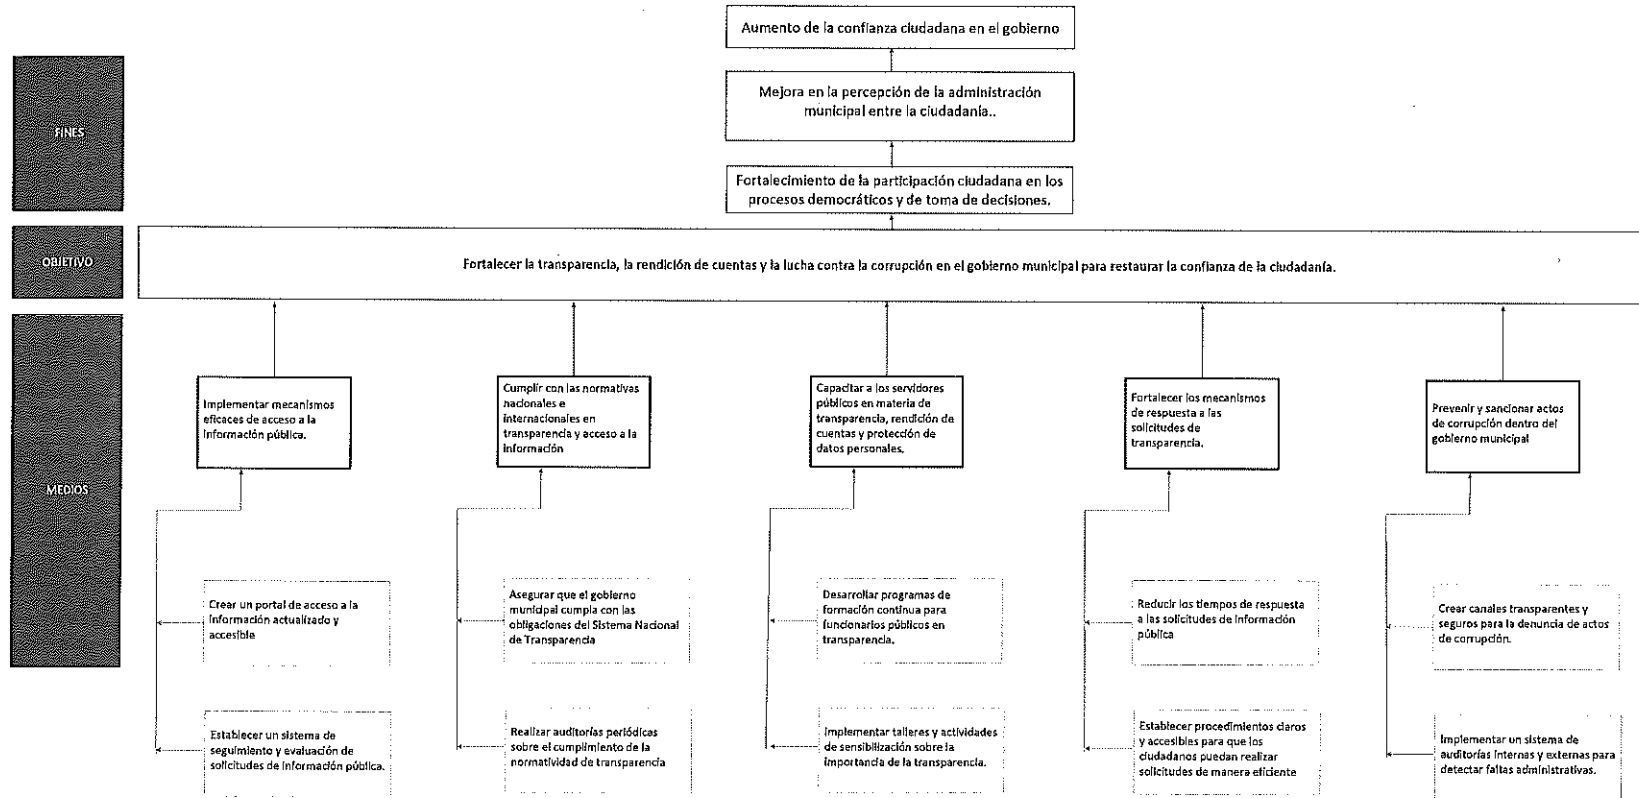 Aumento de la confianza ciudadana en el gobierno
FINES
Mejora en la percepción de la administración
municipal entre la ciudadanía..
Fortalecimiento de la participación ciudadana en los
procesos democráticos y de toma de decisiones.
OBJETIVO
Fortalecer la transparencia, la rendición de cuentas y la lucha contra la corrupción en el gobierno municipal para restaurar la confianza de la ciudadanía.
MEDIOS
Implementar mecanismos
eficaces de acceso a la
información pública.
Cumplir con las normativas
nacionales e
internacionales en
transparencia y acceso a la
información
Capacitar a los servidores
públicos en materia de
transparencia, rendición de
cuentas y protección de
datos personales.
Fortalecer los mecanismos
de respuesta a las
solicitudes de
transparencia.
Prevenir y sancionar actos
de corrupción dentro del
gobierno municipal
Crear un portal de acceso a la
información actualizado y
accesible
Asegurar que el gobierno
municipal cumpla con las
obligaciones del Sistema Nacional
de Transparencia
Desarrollar programas de
formación continua para
funcionarios públicos en
transparencia.
Reducir los tiempos de respuesta
a las solicitudes de información
pública
Crear canales transparentes y
seguros para la denuncia de actos
de corrupción.
Establecer un sistema de
seguimiento y evaluación de
solicitudes de información pública.
Realizar auditorías periódicas
sobre el cumplimiento de la
normatividad de transparencia
Implementar talleres y actividades
de sensibilización sobre la
importancia de la transparencia.
Establecer procedimientos claros
y accesibles para que los
ciudadanos puedan realizar
solicitudes de manera eficiente
Implementar un sistema de
auditorías internas y externas para
detectar faltas administrativas.